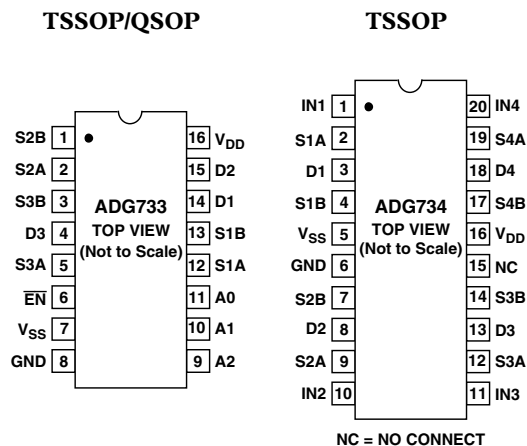 TSSOP/QSOP
S2B 1 16 VDD
S2A 2 15 D2
S3B 3 14 D1
D3 4 13 S1B
S3A 5 12 S1A
EN 6 11 A0
VSS 7 10 A1
GND 8 9 A2
ADG733
TOP VIEW
(Not to Scale)
TSSOP
IN1 1 20 IN4
S1A 2 19 S4A
D1 3 18 D4
S1B 4 17 S4B
VSS 5 16 VDD
GND 6 15 NC
S2B 7 14 S3B
D2 8 13 D3
S2A 9 12 S3A
IN2 10 11 IN3
ADG734
TOP VIEW
(Not to Scale)
NC = NO CONNECT